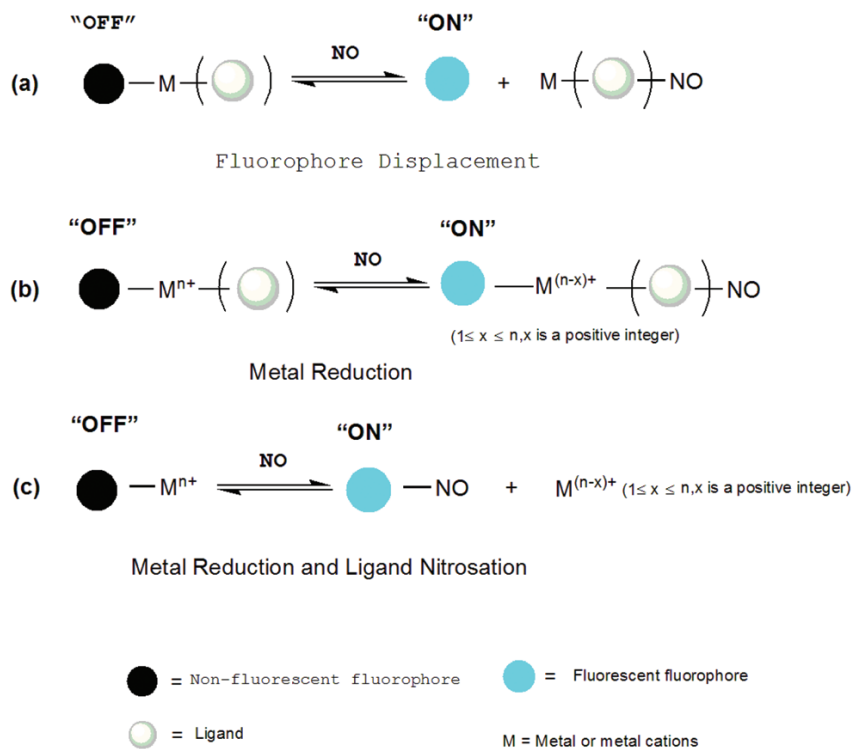 "OFF" "ON"
(a) M NO + M NO
Fluorophore Displacement
"OFF" "ON"
(b) Mⁿ⁺ NO M⁽ⁿ⁻ˣ⁾⁺ NO
(1≤ x ≤ n,x is a positive integer)
Metal Reduction
"OFF" "ON"
(c) Mⁿ⁺ NO NO + M⁽ⁿ⁻ˣ⁾⁺ (1≤ x ≤ n,x is a positive integer)
Metal Reduction and Ligand Nitrosation
= Non-fluorescent fluorophore = Fluorescent fluorophore
= Ligand M = Metal or metal cations